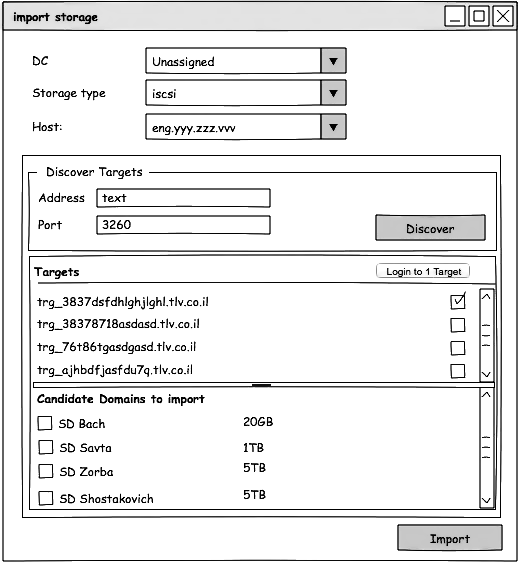 import storage
DC Unassigned
Storage type iscsi
Host: eng.yyy.zzz.vvv
Discover Targets
Address text
Port 3260
Discover
Targets Login to 1 Target
trg_3837dsfdhlghjlghl.tlv.co.il
trg_38378718asdasd.tlv.co.il
trg_76t86tgasdgasd.tlv.co.il
trg_ajhbdfjasfdu7q.tlv.co.il
Candidate Domains to import
SD Bach 20GB
SD Savta 1TB
SD Zorba 5TB
SD Shostakovich 5TB
Import